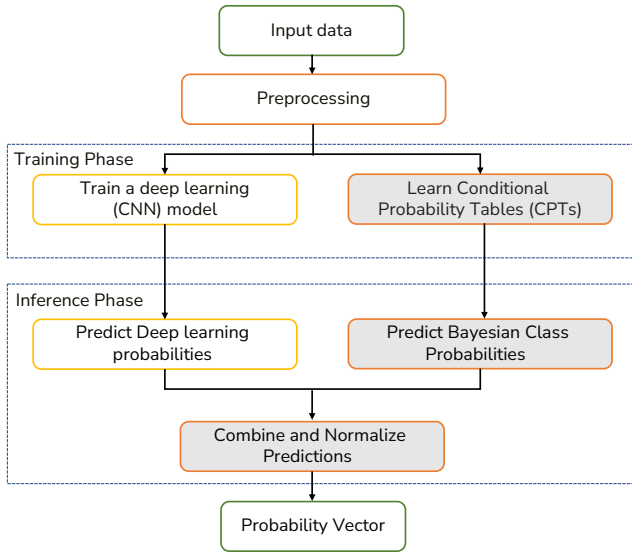 Input data
Preprocessing
Training Phase
Train a deep learning
(CNN) model
Learn Conditional
Probability Tables (CPTs)
Inference Phase
Predict Deep learning
probabilities
Predict Bayesian Class
Probabilities
Combine and Normalize
Predictions
Probability Vector